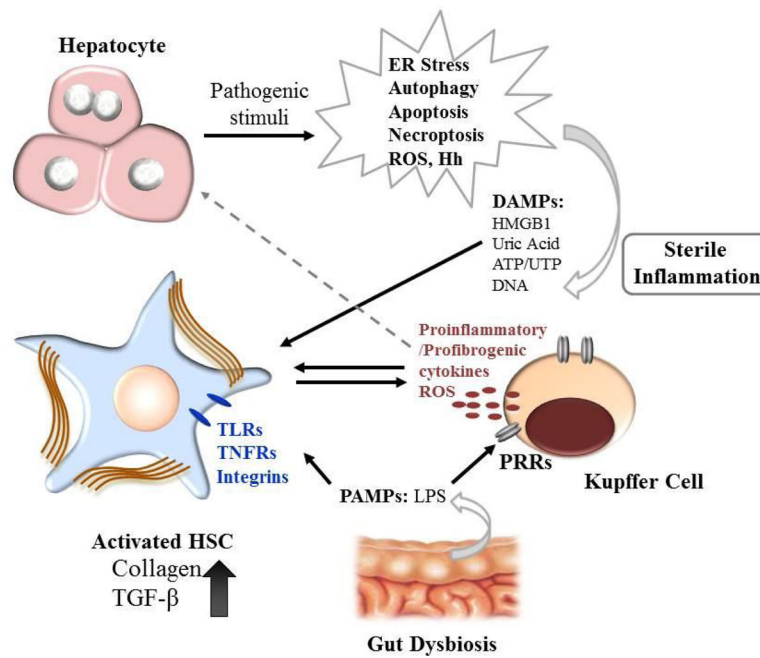 Hepatocyte
Pathogenic
stimuli
ER Stress
Autophagy
Apoptosis
Necroptosis
ROS, Hh
DAMPs:
HMGB1
Uric Acid
ATP/UTP
DNA
Sterile
Inflammation
Proinflammatory
/Profibrogenic
cytokines
ROS
TLRs
TNFRs
Integrins
PRRs
Kupffer Cell
PAMPs: LPS
Activated HSC
Collagen
TGF-β
Gut Dysbiosis